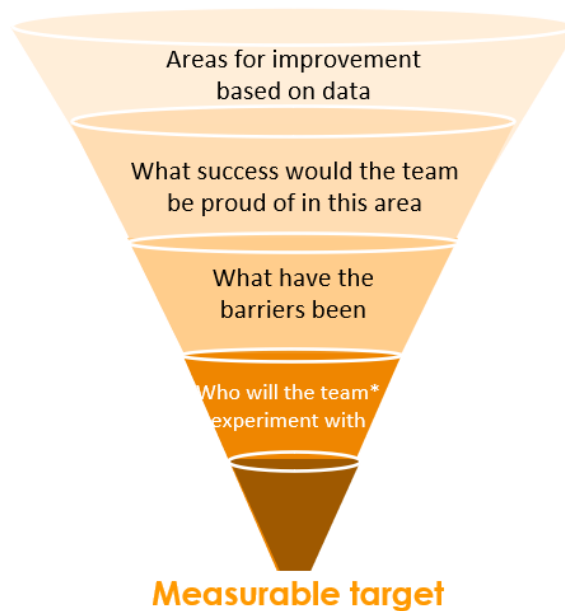 Areas for improvement
based on data
What success would the team
be proud of in this area
What have the
barriers been
Who will the team*
experiment with
Measurable target